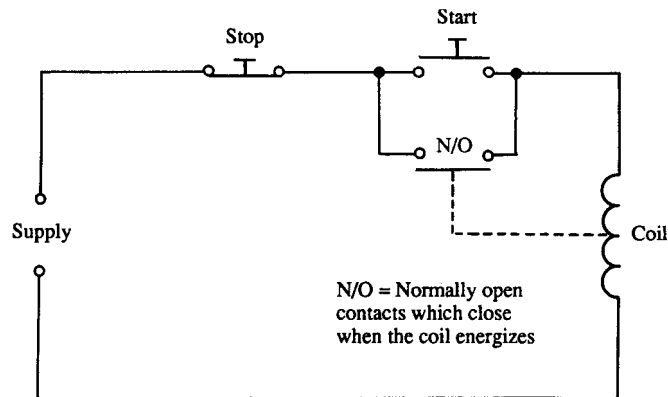 Start
Stop
N/O
Supply
Coil
N/O = Normally open
contacts which close
when the coil energizes